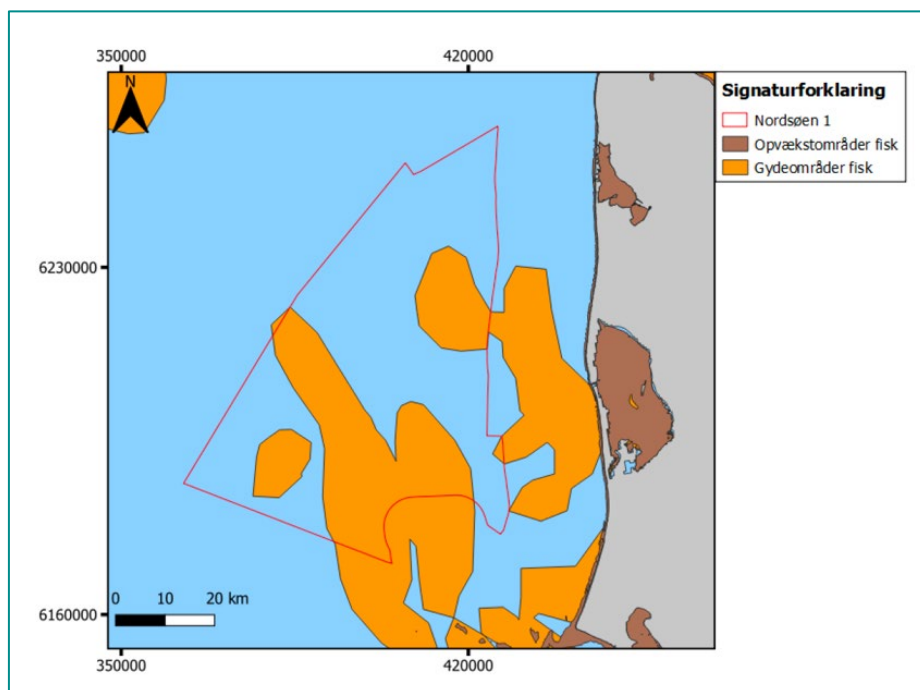 350000
420000
N
Signaturforklaring
Nordsøen 1
Opvækstområder fisk
Gydeområder fisk
6230000
6160000
0 10 20 km
350000
420000